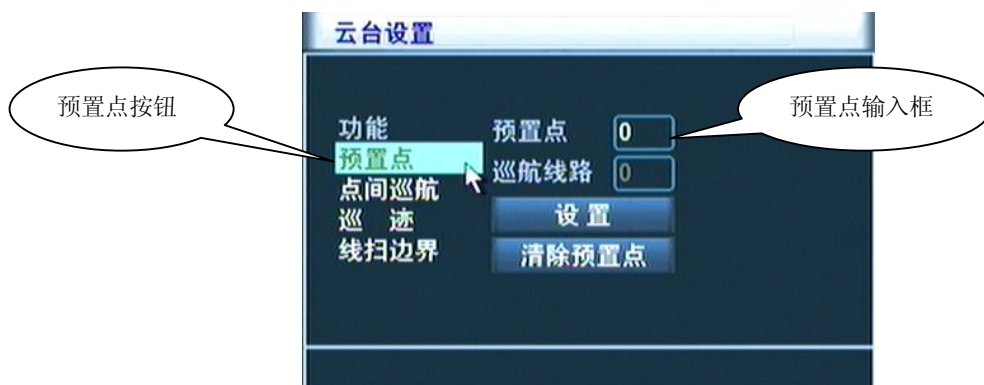 云台设置
预置点按钮
预置点输入框
功能
预置点 0
预置点
巡航线路 0
点间巡航
设 置
巡 迹
线扫边界
清除预置点